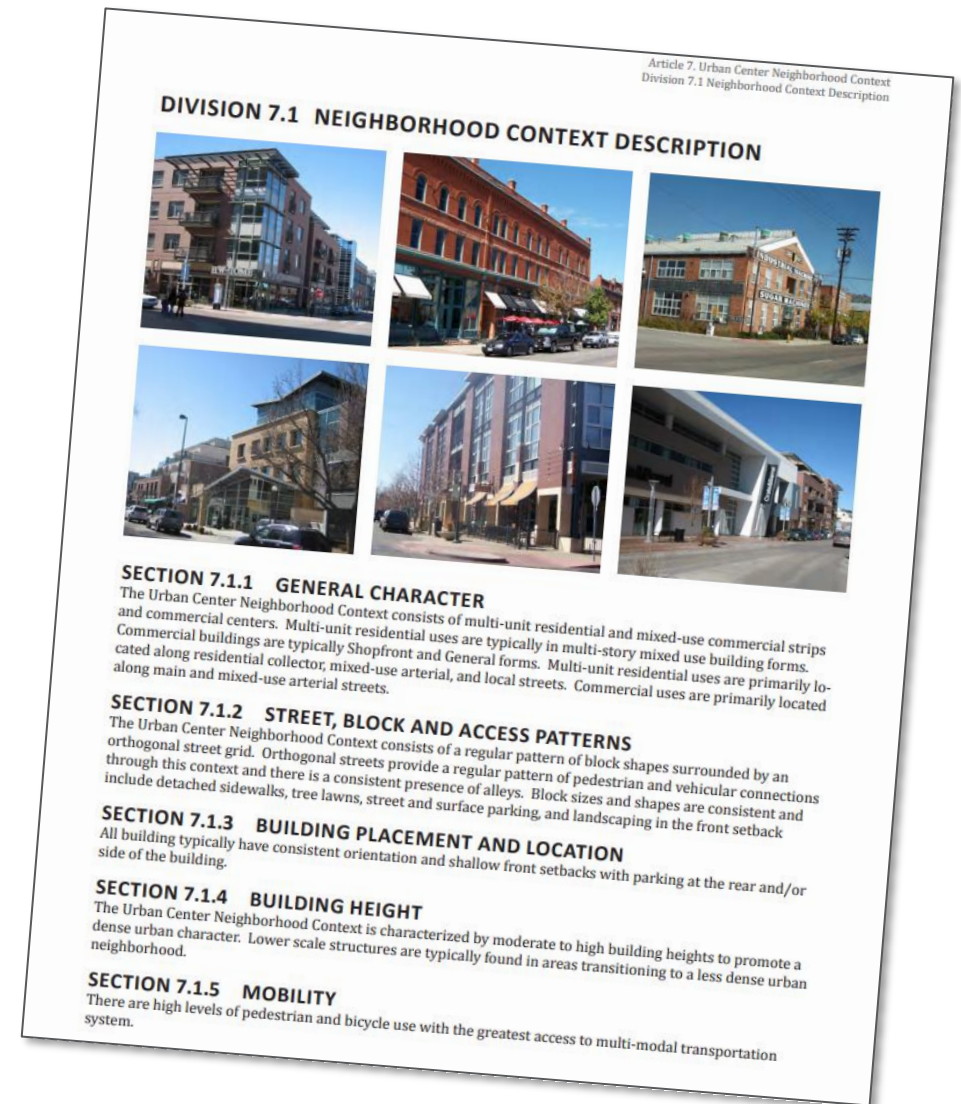 Article 7. Urban Center Neighborhood Context
Division 7.1 Neighborhood Context Description
DIVISION 7.1 NEIGHBORHOOD CONTEXT DESCRIPTION
INDUSTRIAL
SUGAR
SECTION 7.1.1 GENERAL CHARACTER
The Urban Center Neighborhood Context consists of multi-unit residential and mixed-use commercial strips
and commercial centers. Multi-unit residential uses are typically in multi-story mixed use building forms.
Commercial buildings are typically Shopfront and General forms. Multi-unit residential uses are primarily lo-
cated along residential collector, mixed-use arterial, and local streets. Commercial uses are primarily located
along main and mixed-use arterial streets.
SECTION 7.1.2 STREET, BLOCK AND ACCESS PATTERNS
The Urban Center Neighborhood Context consists of a regular pattern of block shapes surrounded by an
orthogonal street grid. Orthogonal streets provide a regular pattern of pedestrian and vehicular connections
through this context and there is a consistent presence of alleys. Block sizes and shapes are consistent and
include detached sidewalks, tree lawns, street and surface parking, and landscaping in the front setback
SECTION 7.1.3 BUILDING PLACEMENT AND LOCATION
All building typically have consistent orientation and shallow front setbacks with parking at the rear and/or
side of the building.
SECTION 7.1.4 BUILDING HEIGHT
The Urban Center Neighborhood Context is characterized by moderate to high building heights to promote a
dense urban character. Lower scale structures are typically found in areas transitioning to a less dense urban
neighborhood.
SECTION 7.1.5 MOBILITY
There are high levels of pedestrian and bicycle use with the greatest access to multi-modal transportation
system.